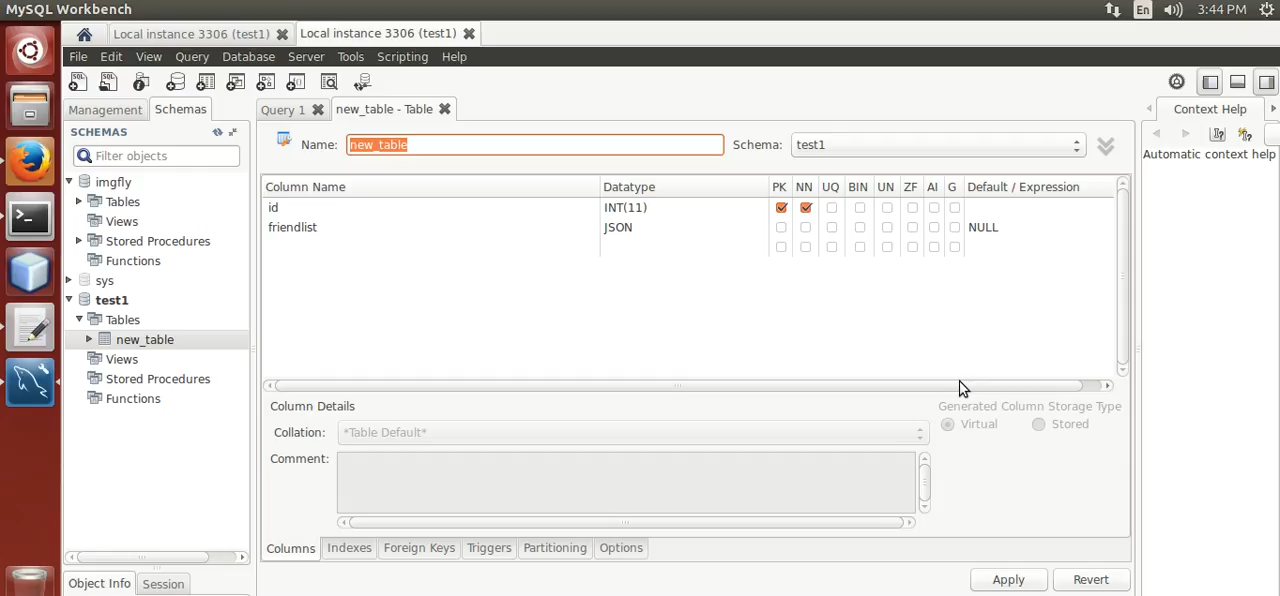 MySQL Workbench
En
3:44 PM
Local instance 3306 (test1)
Local instance 3306 (test1)
File Edit View Query Database Server Tools Scripting Help
Management Schemas
Query 1
new_table - Table
Context Help
SCHEMAS
Filter objects
imgfly
Tables
Views
Stored Procedures
Functions
sys
test1
Tables
new_table
Views
Stored Procedures
Functions
Object Info Session
Name: new_table Schema: test1
Column Name Datatype PK NN UQ BIN UN ZF AI G Default / Expression
id INT(11)
friendlist JSON NULL
Column Details
Collation: *Table Default*
Comment:
Generated Column Storage Type
Virtual Stored
Columns Indexes Foreign Keys Triggers Partitioning Options
Apply Revert
Automatic context help